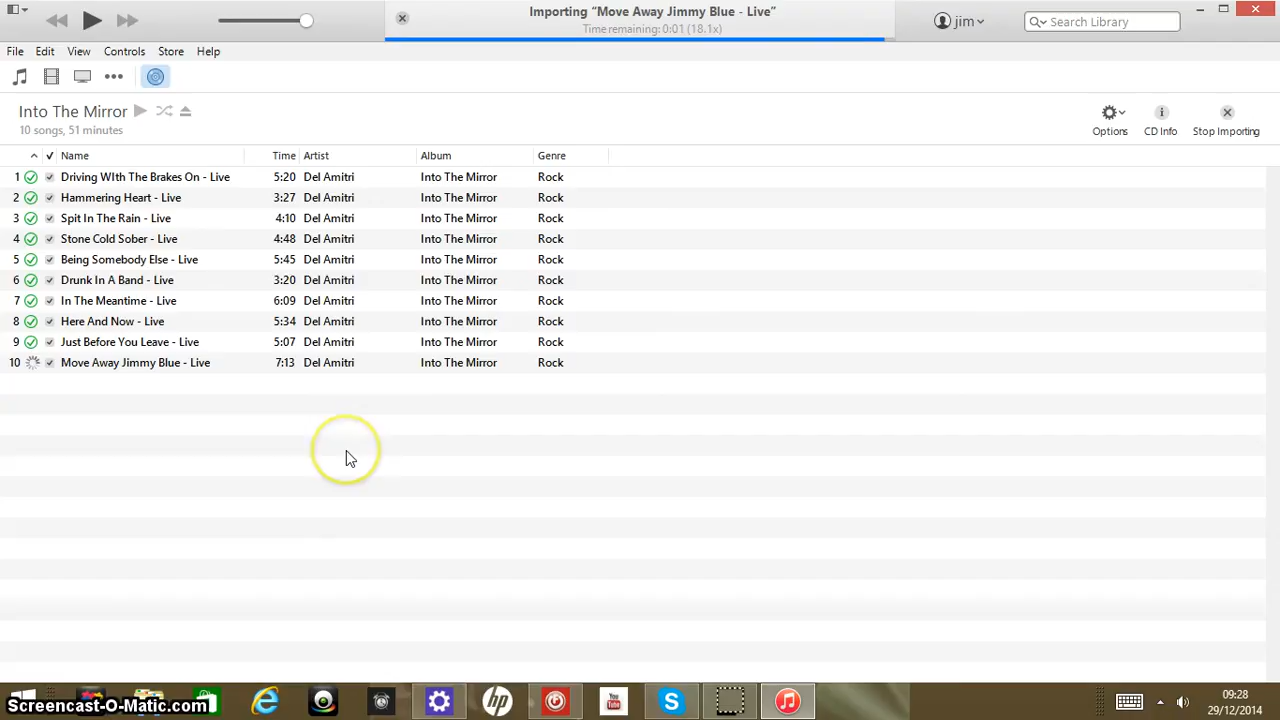 Importing “Move Away Jimmy Blue - Live”
Time remaining: 0:01 (18.1x)
jim
Search Library
File Edit View Controls Store Help
Into The Mirror
10 songs, 51 minutes
Options CD Info Stop Importing
Name Time Artist Album Genre
1 Driving WIth The Brakes On - Live 5:20 Del Amitri Into The Mirror Rock
2 Hammering Heart - Live 3:27 Del Amitri Into The Mirror Rock
3 Spit In The Rain - Live 4:10 Del Amitri Into The Mirror Rock
4 Stone Cold Sober - Live 4:48 Del Amitri Into The Mirror Rock
5 Being Somebody Else - Live 5:45 Del Amitri Into The Mirror Rock
6 Drunk In A Band - Live 3:20 Del Amitri Into The Mirror Rock
7 In The Meantime - Live 6:09 Del Amitri Into The Mirror Rock
8 Here And Now - Live 5:34 Del Amitri Into The Mirror Rock
9 Just Before You Leave - Live 5:07 Del Amitri Into The Mirror Rock
10 Move Away Jimmy Blue - Live 7:13 Del Amitri Into The Mirror Rock
Screencast-O-Matic.com
hp
You
Tube
09:28
29/12/2014